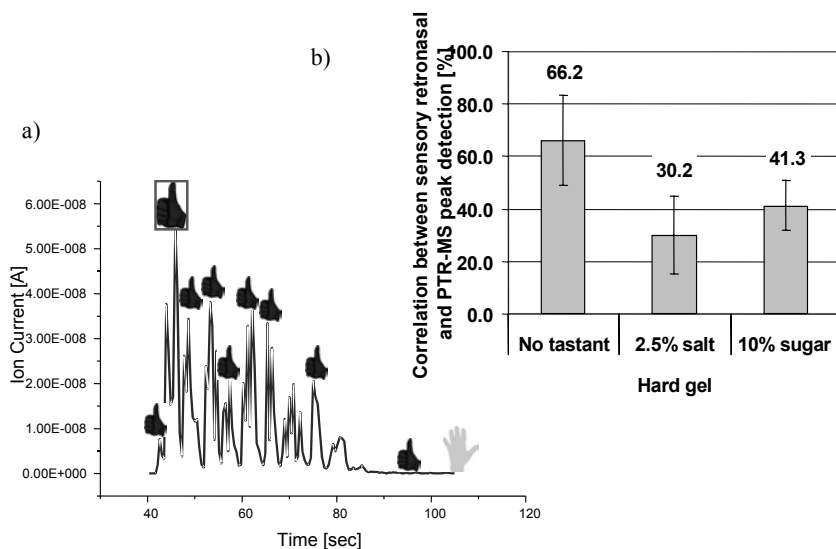 a)
Ion Current [A]
6.00E-008
5.00E-008
4.00E-008
3.00E-008
2.00E-008
1.00E-008
0.00E+000
40
60
80
100
120
Time [sec]
b)
Correlation between sensory retronasal
and PTR-MS peak detection [%]
100.0
80.0
60.0
40.0
20.0
0.0
66.2
30.2
41.3
No tastant
2.5% salt
10% sugar
Hard gel